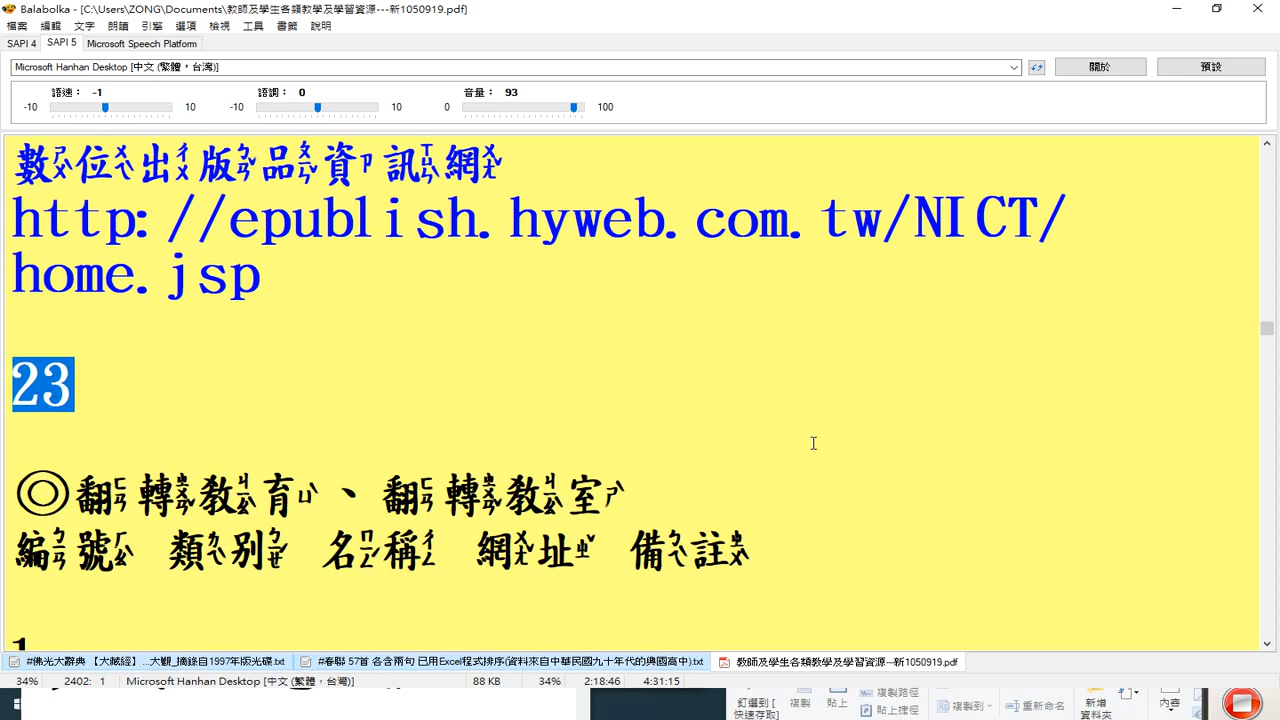 Balabolka - [C:\Users\ZONG\Documents\教師及學生各類教學及學習資源---新1050919.pdf]
檔案 編輯 文字 朗讀 引擎 選項 檢視 工具 書籤 說明
SAPI 4 SAPI 5 Microsoft Speech Platform
Microsoft Hanhan Desktop [中文 (繁體，台灣)] 關於 預設
語速： -1 語調： 0 音量： 93
-10 10 -10 10 0 100
數位出版品資訊網
http://epublish.hyweb.com.tw/NICT/
home.jsp
23
◎翻轉教育、翻轉教室
編號 類別 名稱 網址 備註
1
#佛光大辭典 【大藏經】...大觀_摘錄自1997年版光碟.txt #春聯 57首 各含兩句 已用Excel程式排序(資料來自中華民國九十年代的興國高中).txt 教師及學生各類教學及學習資源---新1050919.pdf
34% 2402: 1 Microsoft Hanhan Desktop [中文 (繁體，台灣)] 88 KB 34% 2:18:46 4:31:15
釘選到 [ 複製 貼上 複製路徑 複製到 重新命名 新增 內容
快速存取] 貼上捷徑 資料夾